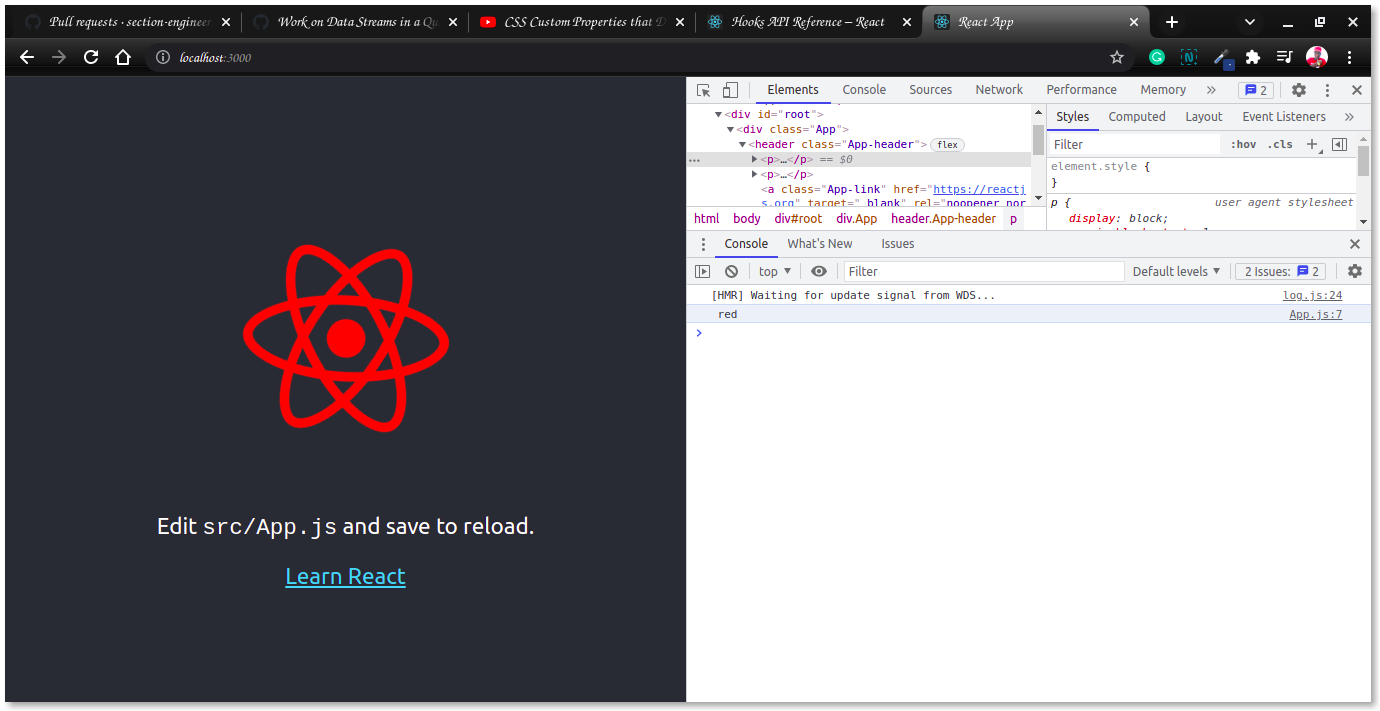 Pull requests · section-engineer
Work on Data Streams in a Qu
CSS Custom Properties that D
Hooks API Reference – React
React App
localhost:3000
Elements
Console
Sources
Network
Performance
Memory
»
2
<div id="root">
<div class="App">
<header class="App-header"> flex
… <p>…</p> == $0
<p>…</p>
<a class="App-link" href="https://reactj
s.org" target="_blank" rel="noopener nor
html body div#root div.App header.App-header p
Styles Computed Layout Event Listeners »
Filter :hov .cls
element.style {
}
p { user agent stylesheet
display: block;
Console What's New Issues
top ▼ Filter Default levels ▼ 2 Issues: 2
[HMR] Waiting for update signal from WDS... log.js:24
red App.js:7
>
Edit src/App.js and save to reload.
Learn React